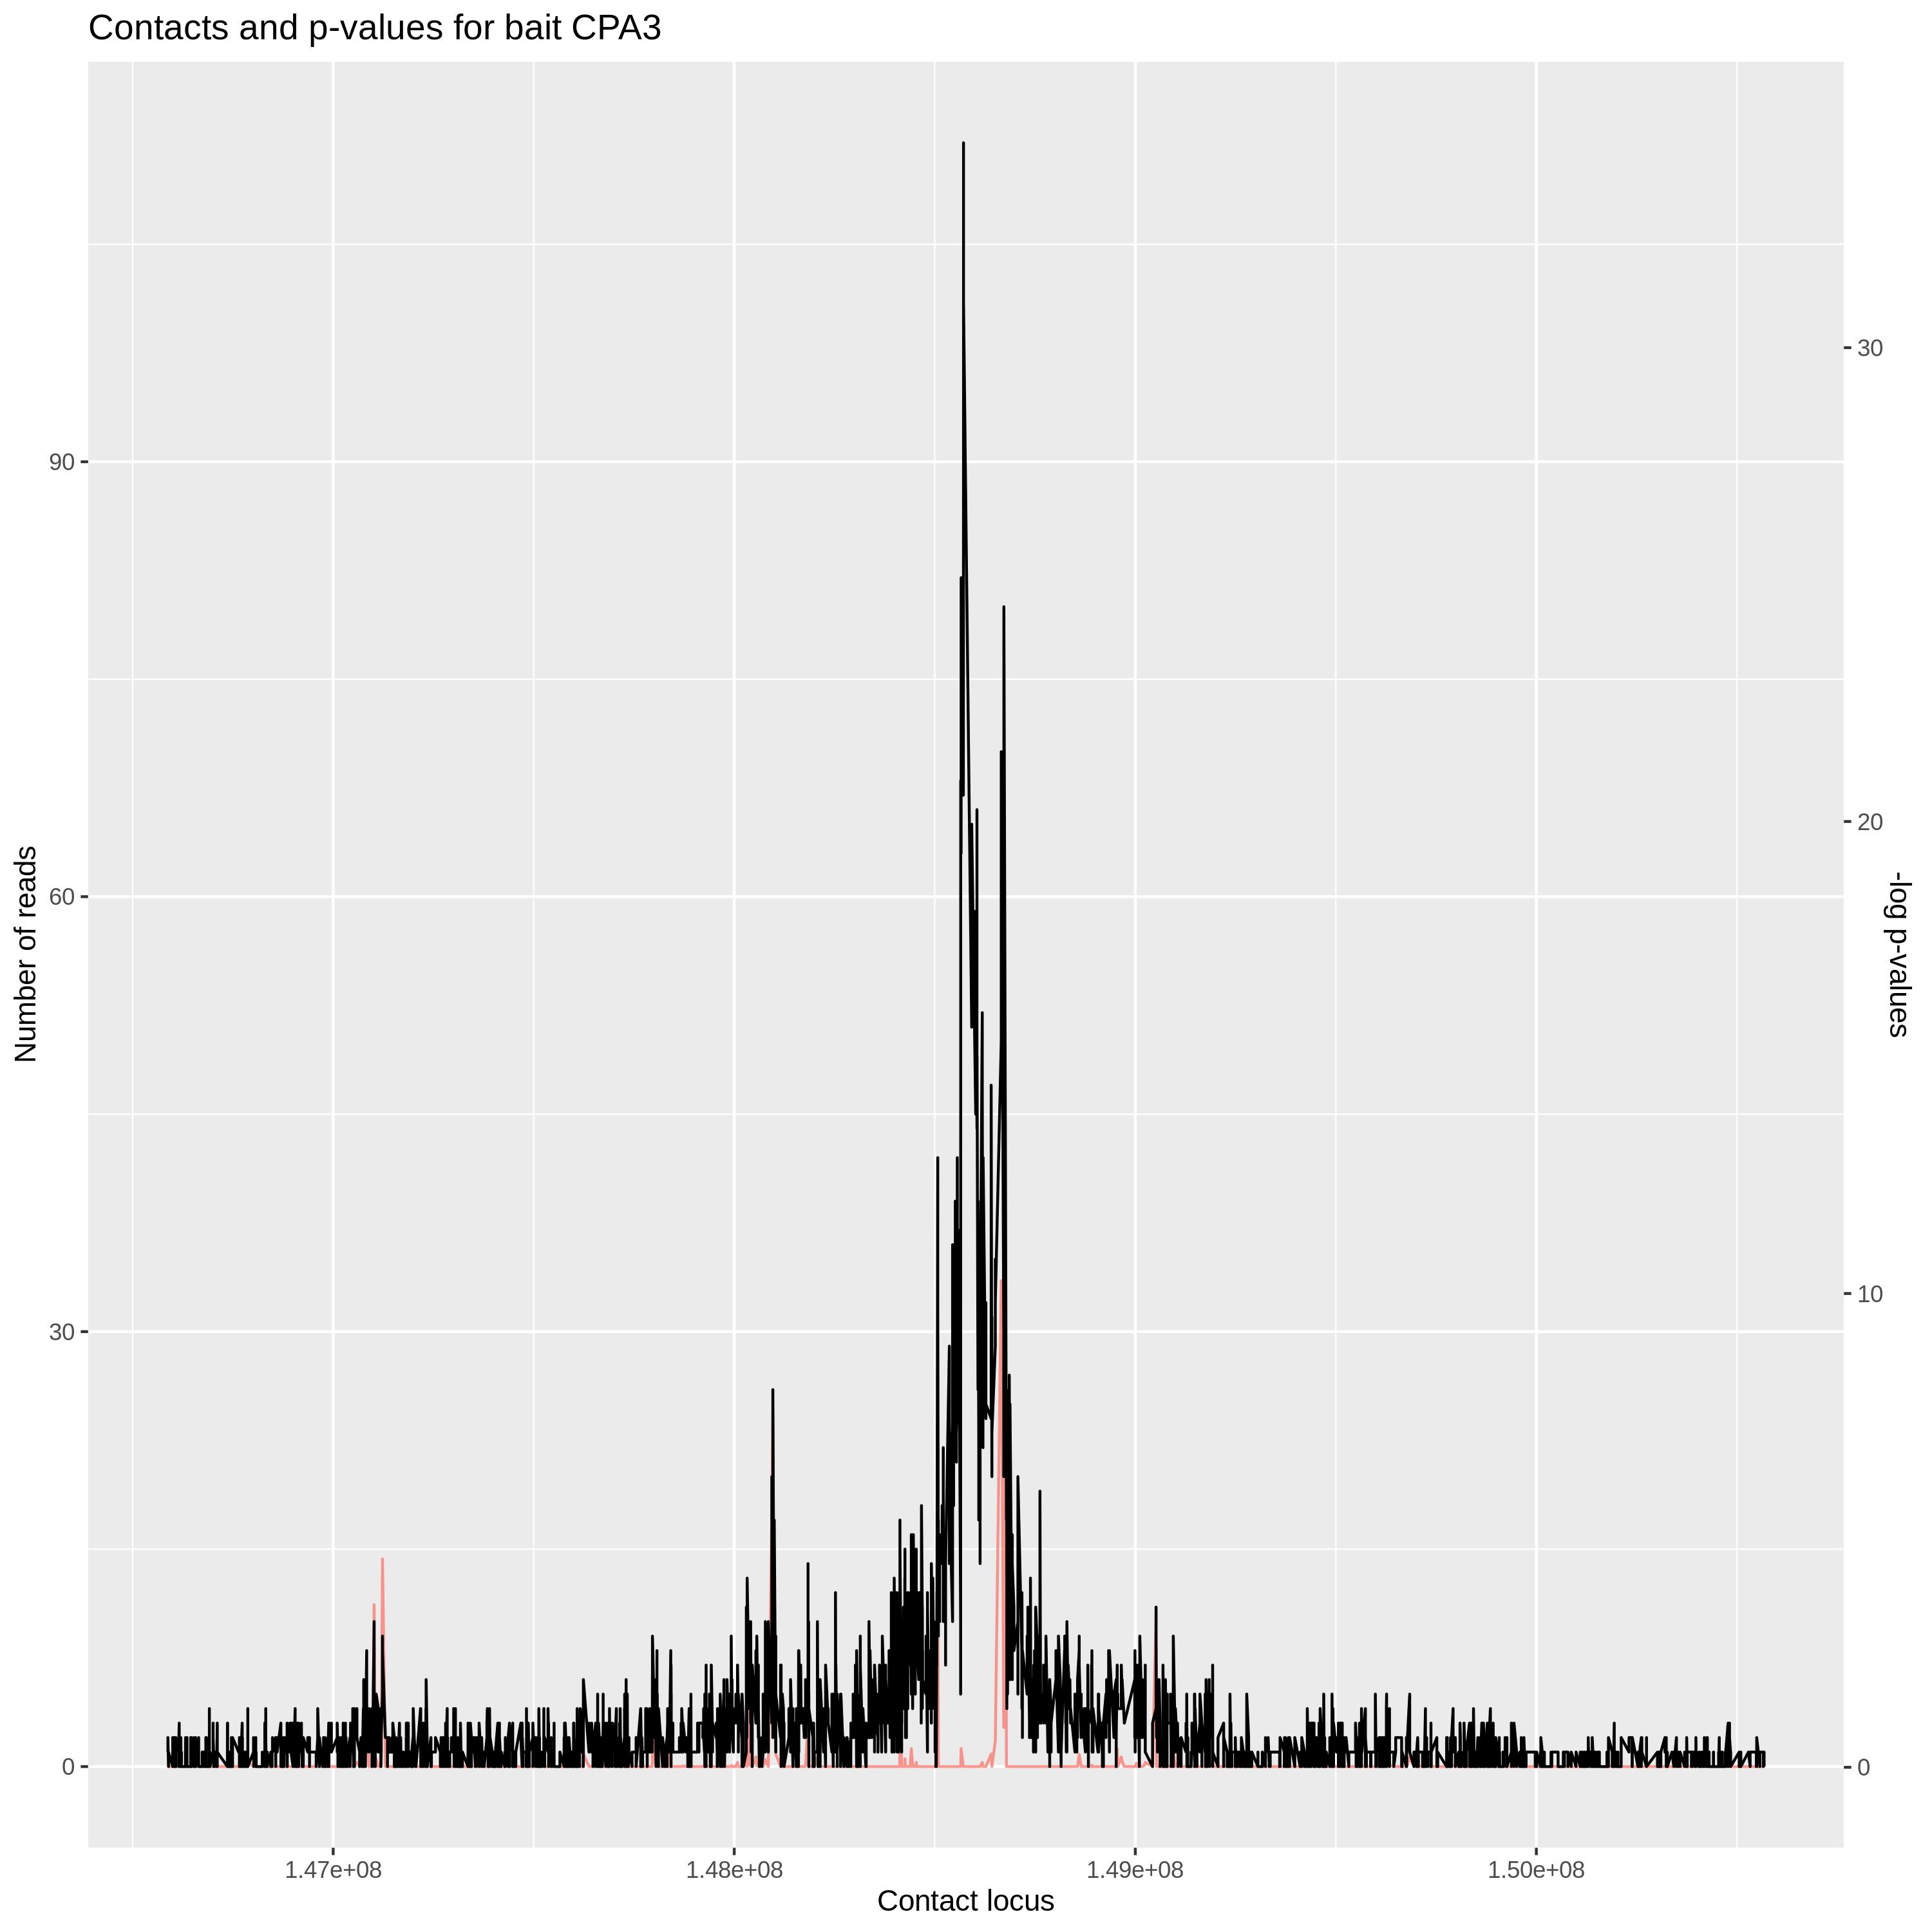 Contacts and p-values for bait CPA3
90
60
30
0
30
20
10
0
Number of reads
-log p-values
1.47e+08
1.48e+08
1.49e+08
1.50e+08
Contact locus